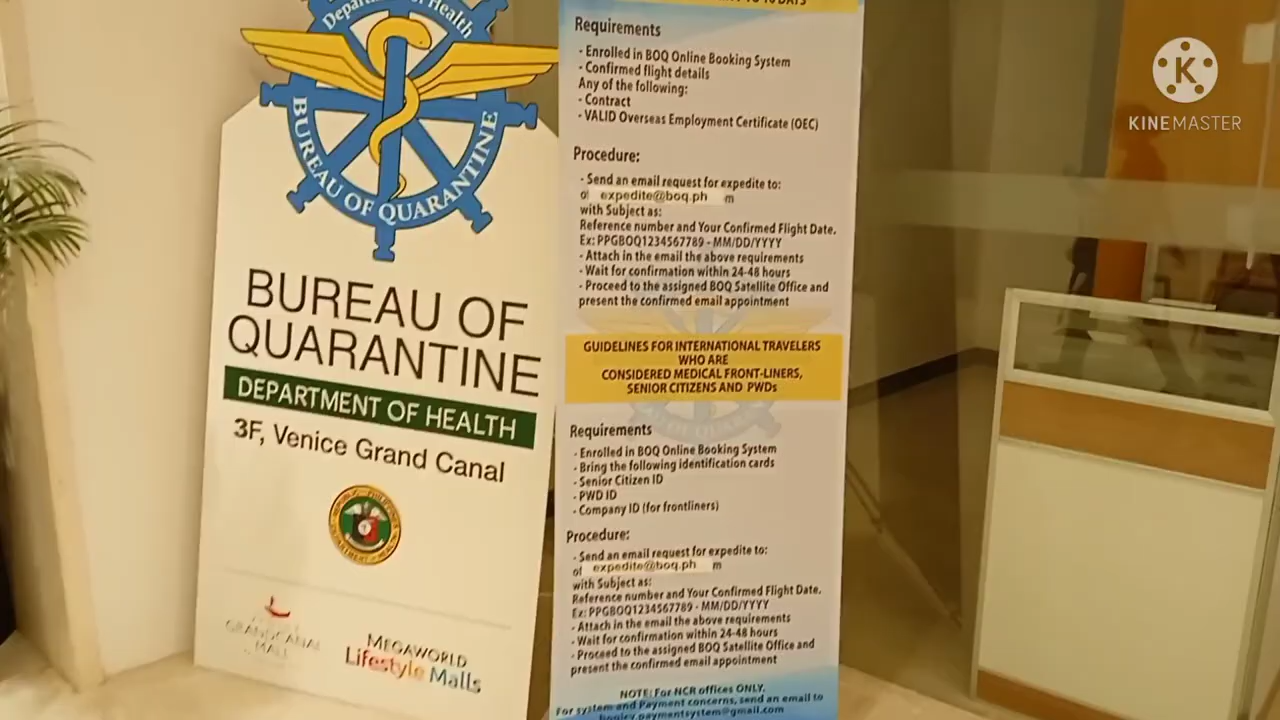 Department of Health
BUREAU OF QUARANTINE
BUREAU OF
QUARANTINE
DEPARTMENT OF HEALTH
3F, Venice Grand Canal
GRAND CANAL
MALL
MEGAWORLD
Lifestyle Malls
TO 10 DAYS
Requirements
- Enrolled in BOQ Online Booking System
- Confirmed flight details
Any of the following:
- Contract
- VALID Overseas Employment Certificate (OEC)
Procedure:
- Send an email request for expedite to:
expedite@boq.ph
with Subject as:
Reference number and Your Confirmed Flight Date.
Ex: PPGBOQ1234567789 - MM/DD/YYYY
- Attach in the email the above requirements
- Wait for confirmation within 24-48 hours
- Proceed to the assigned BOQ Satellite Office and
present the confirmed email appointment
GUIDELINES FOR INTERNATIONAL TRAVELERS
WHO ARE
CONSIDERED MEDICAL FRONT-LINERS,
SENIOR CITIZENS AND PWDs
Requirements
- Enrolled in BOQ Online Booking System
- Bring the following identification cards
- Senior Citizen ID
- PWD ID
- Company ID (for frontliners)
Procedure:
- Send an email request for expedite to:
expedite@boq.ph
with Subject as:
Reference number and Your Confirmed Flight Date.
Ex: PPGBOQ1234567789 - MM/DD/YYYY
- Attach in the email the above requirements
- Wait for confirmation within 24-48 hours
- Proceed to the assigned BOQ Satellite Office and
present the confirmed email appointment
NOTE: For NCR offices ONLY.
For system and Payment concerns, send an email to
K
KINEMASTER